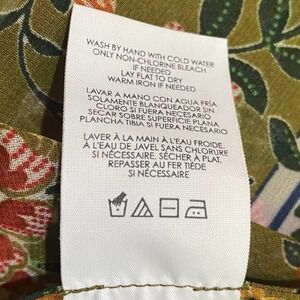 WASH BY HAND WITH COLD WATER
ONLY NON-CHLORINE BLEACH
IF NEEDED
LAY FLAT TO DRY
WARM IRON IF NEEDED
LAVAR A MANO CON AGUA FRÍA
SOLAMENTE BLANQUEADOR SIN
CLORO SI FUERA NECESARIO
SECAR SOBRE SUPERFICIE PLANA
PLANCHA TIBIA SI FUERA NECESARIO
LAVER À LA MAIN À L'EAU FROIDE,
À L'EAU DE JAVEL SANS CHLORURE
SI NÉCESSAIRE, SÉCHER À PLAT,
REPASSER AU FER TIÈDE
SI NÉCESSAIRE